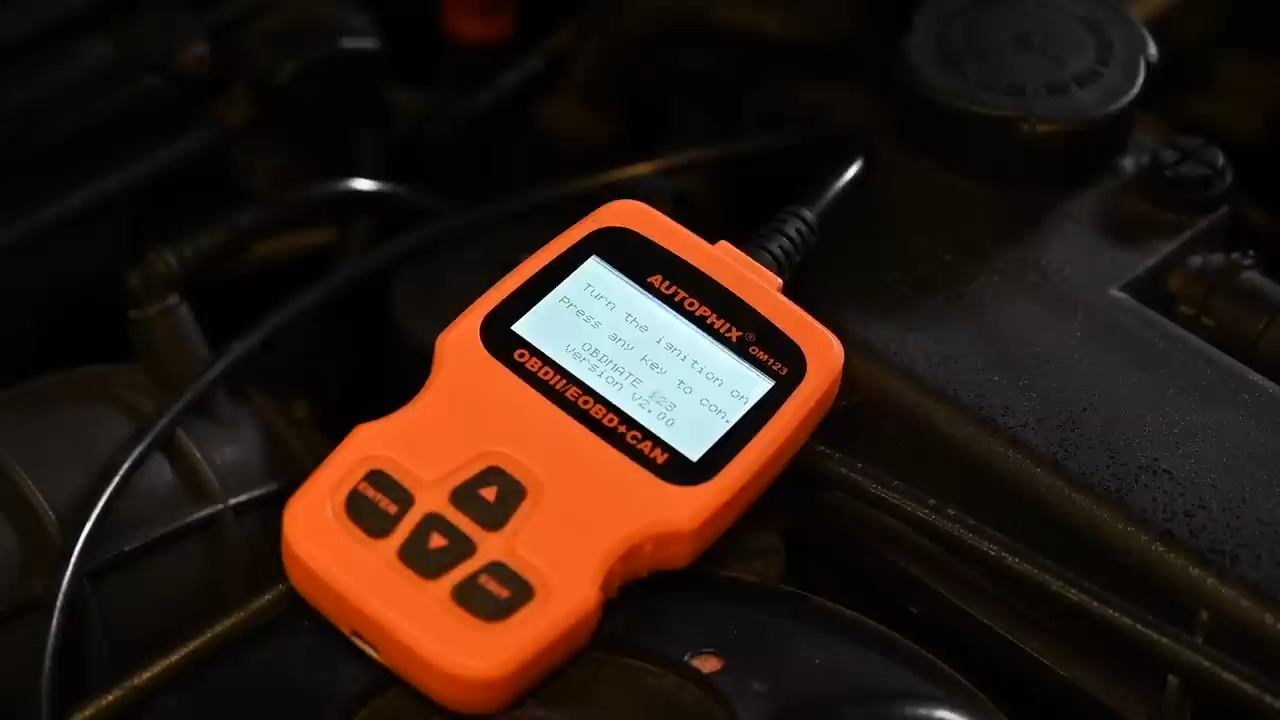 AUTOPHIX®
OM123
Turn the ignition on
Press any key to con.
OBDMATE 123
Version V2.00
OBDII/EOBD+CAN
ENTER